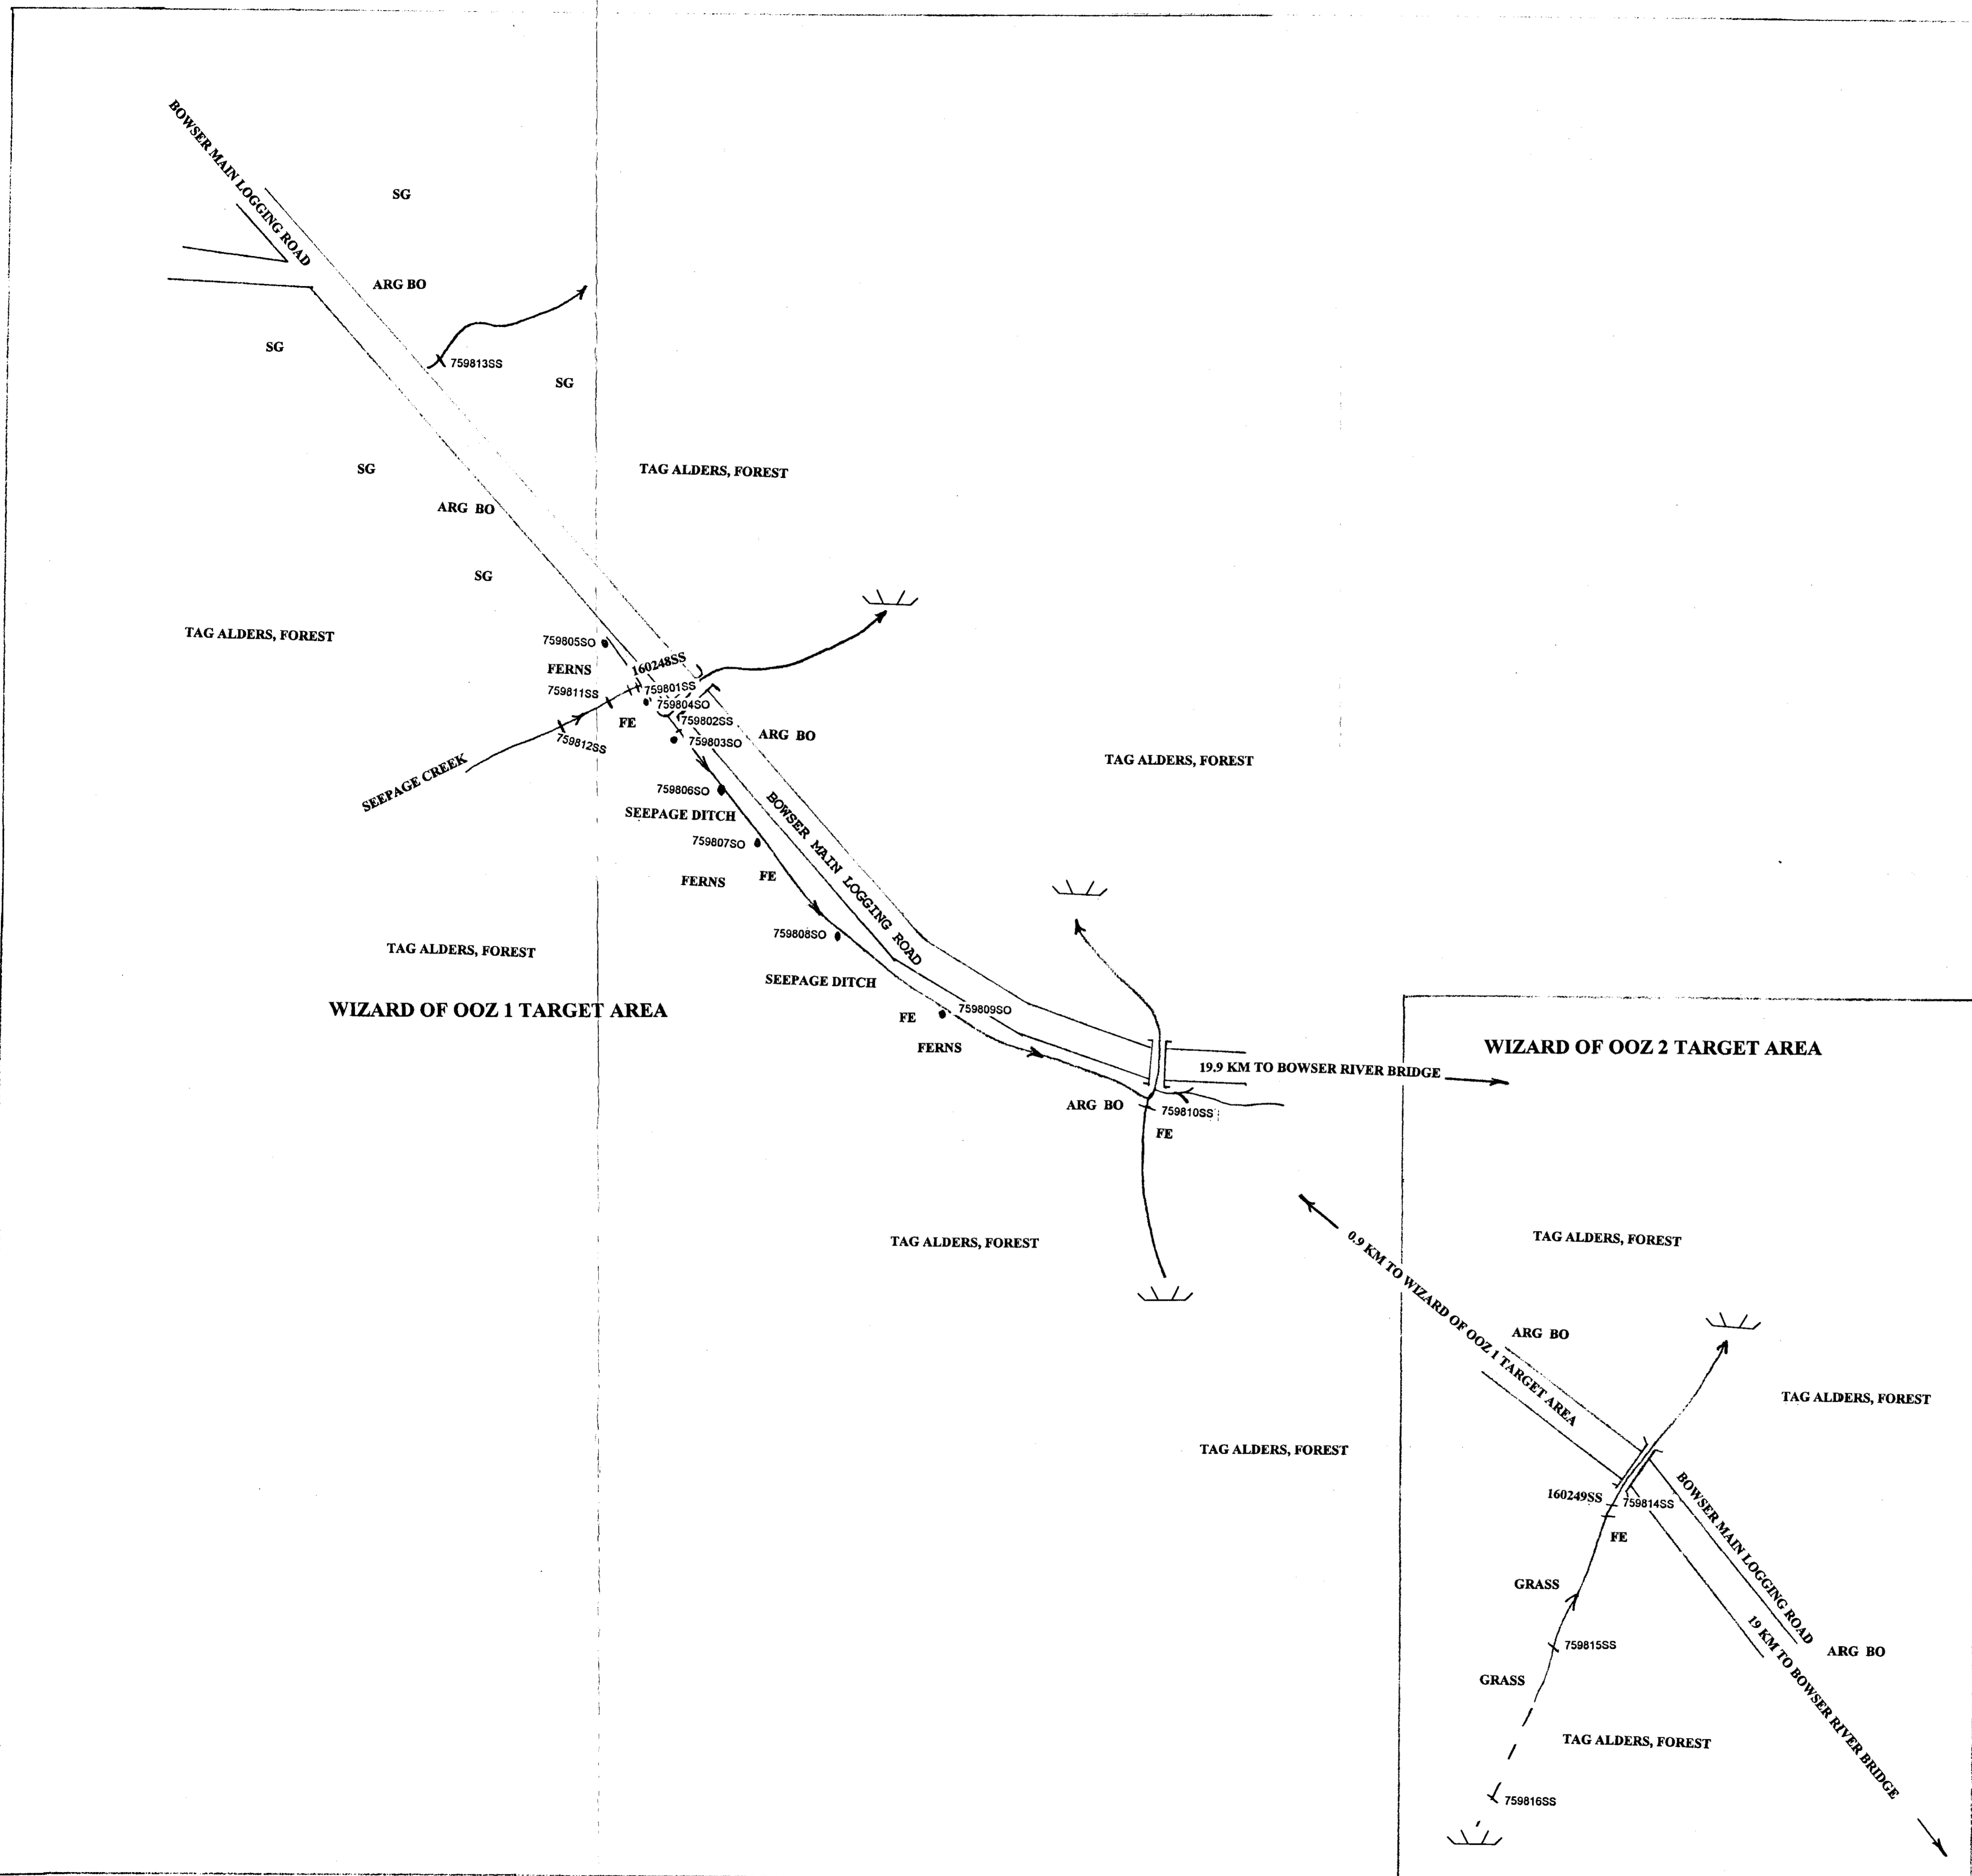 BOWSER MAIN LOGGING ROAD
SG
ARG BO
SG
759813SS
SG
SG
TAG ALDERS, FOREST
ARG BO
SG
TAG ALDERS, FOREST
759805SO
FERNS
160248SS
759811SS
759801SS
759804SO
FE
759802SS
759812SS
759803SO
ARG BO
SEEPAGE CREEK
TAG ALDERS, FOREST
759806SO
SEEPAGE DITCH
BOWSER MAIN LOGGING ROAD
759807SO
FERNS
FE
759808SO
TAG ALDERS, FOREST
SEEPAGE DITCH
WIZARD OF OOZ 1 TARGET AREA
759809SO
FE
FERNS
19.9 KM TO BOWSER RIVER BRIDGE
ARG BO
759810SS
FE
TAG ALDERS, FOREST
TAG ALDERS, FOREST
WIZARD OF OOZ 2 TARGET AREA
TAG ALDERS, FOREST
0.9 KM TO WIZARD OF OOZ 1 TARGET AREA
ARG BO
TAG ALDERS, FOREST
160249SS
759814SS
FE
BOWSER MAIN LOGGING ROAD
GRASS
759815SS
19 KM TO BOWSER RIVER BRIDGE
ARG BO
GRASS
TAG ALDERS, FOREST
759816SS